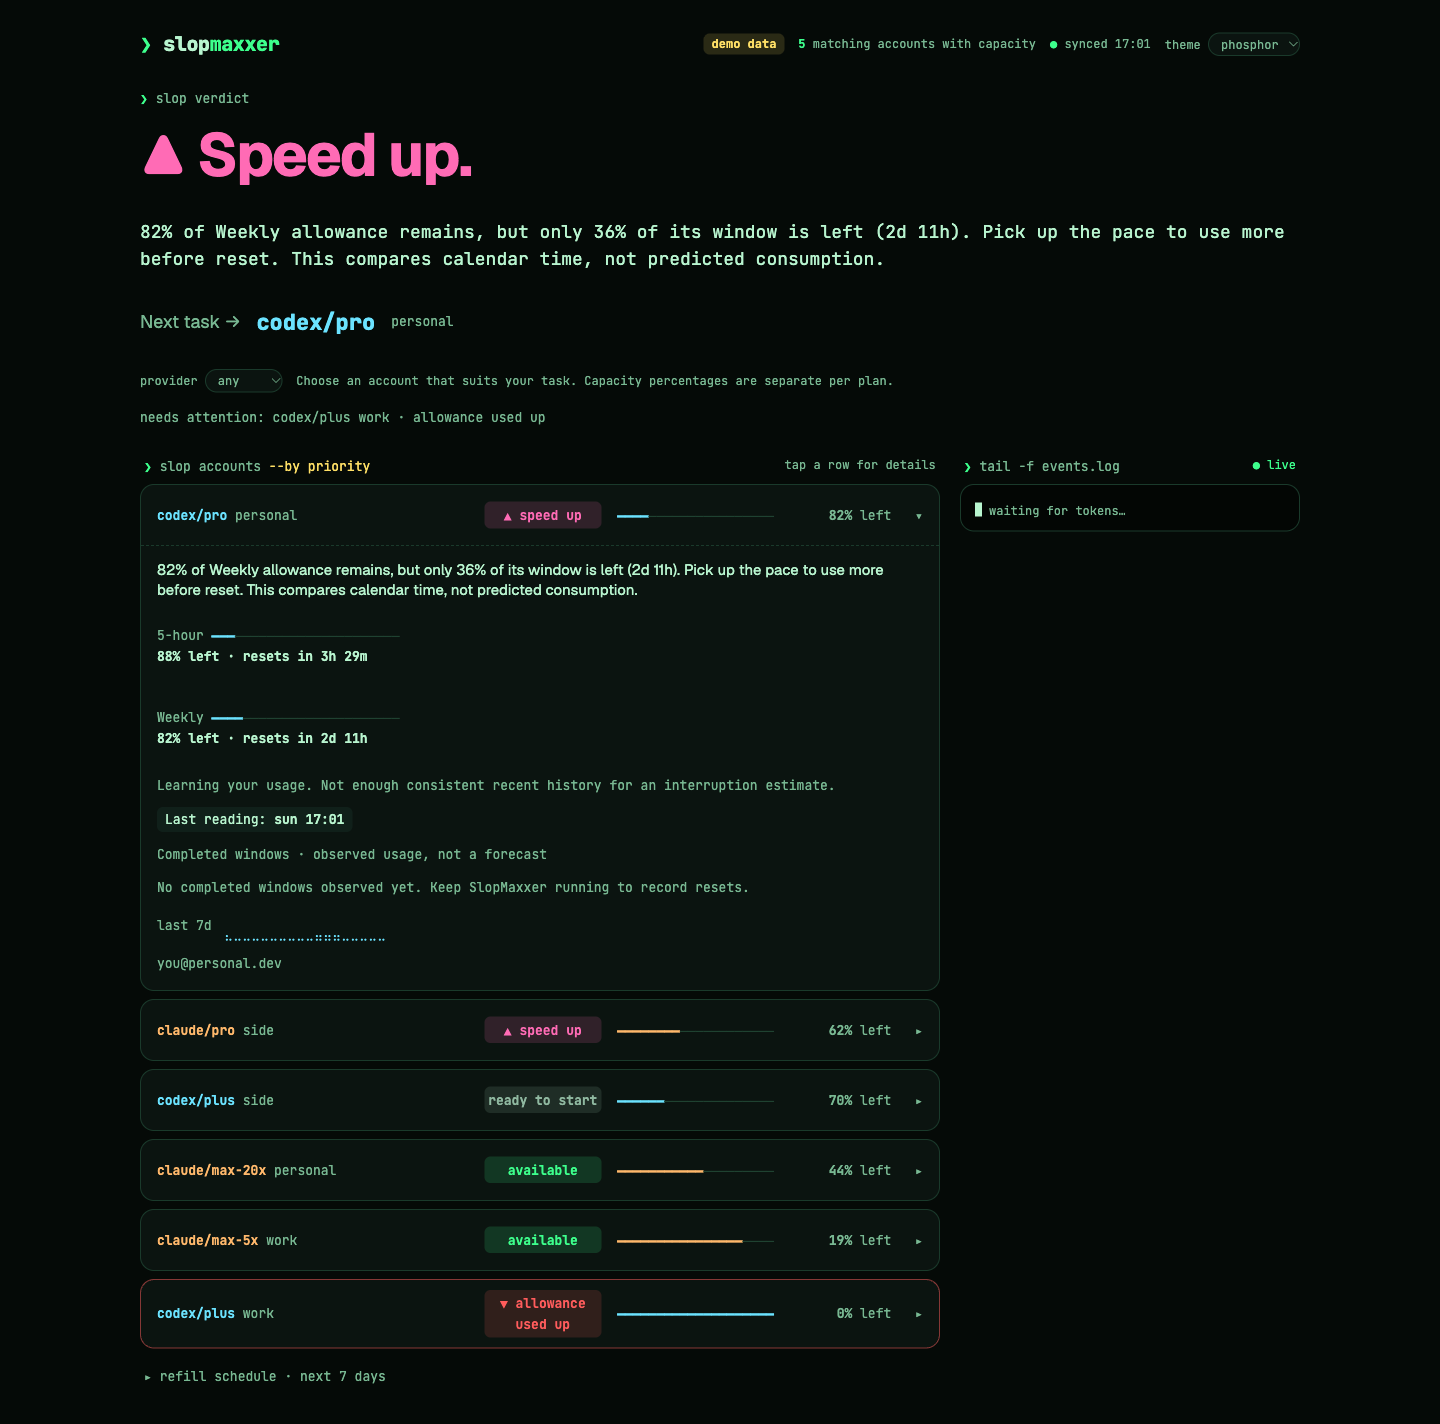 ❯ slopmaxxer
demo data 5 matching accounts with capacity ● synced 17:01 theme phosphor
❯ slop verdict
▲ Speed up.
82% of Weekly allowance remains, but only 36% of its window is left (2d 11h). Pick up the pace to use more
before reset. This compares calendar time, not predicted consumption.
Next task → codex/pro personal
provider any Choose an account that suits your task. Capacity percentages are separate per plan.
needs attention: codex/plus work · allowance used up
❯ slop accounts --by priority tap a row for details
codex/pro personal ▲ speed up 82% left ▾
82% of Weekly allowance remains, but only 36% of its window is left (2d 11h). Pick up the pace to use more
before reset. This compares calendar time, not predicted consumption.
5-hour
88% left · resets in 3h 29m
Weekly
82% left · resets in 2d 11h
Learning your usage. Not enough consistent recent history for an interruption estimate.
Last reading: sun 17:01
Completed windows · observed usage, not a forecast
No completed windows observed yet. Keep SlopMaxxer running to record resets.
last 7d
you@personal.dev
claude/pro side ▲ speed up 62% left ▸
codex/plus side ready to start 70% left ▸
claude/max-20x personal available 44% left ▸
claude/max-5x work available 19% left ▸
codex/plus work ▼ allowance used up 0% left ▸
▸ refill schedule · next 7 days
❯ tail -f events.log ● live
waiting for tokens…